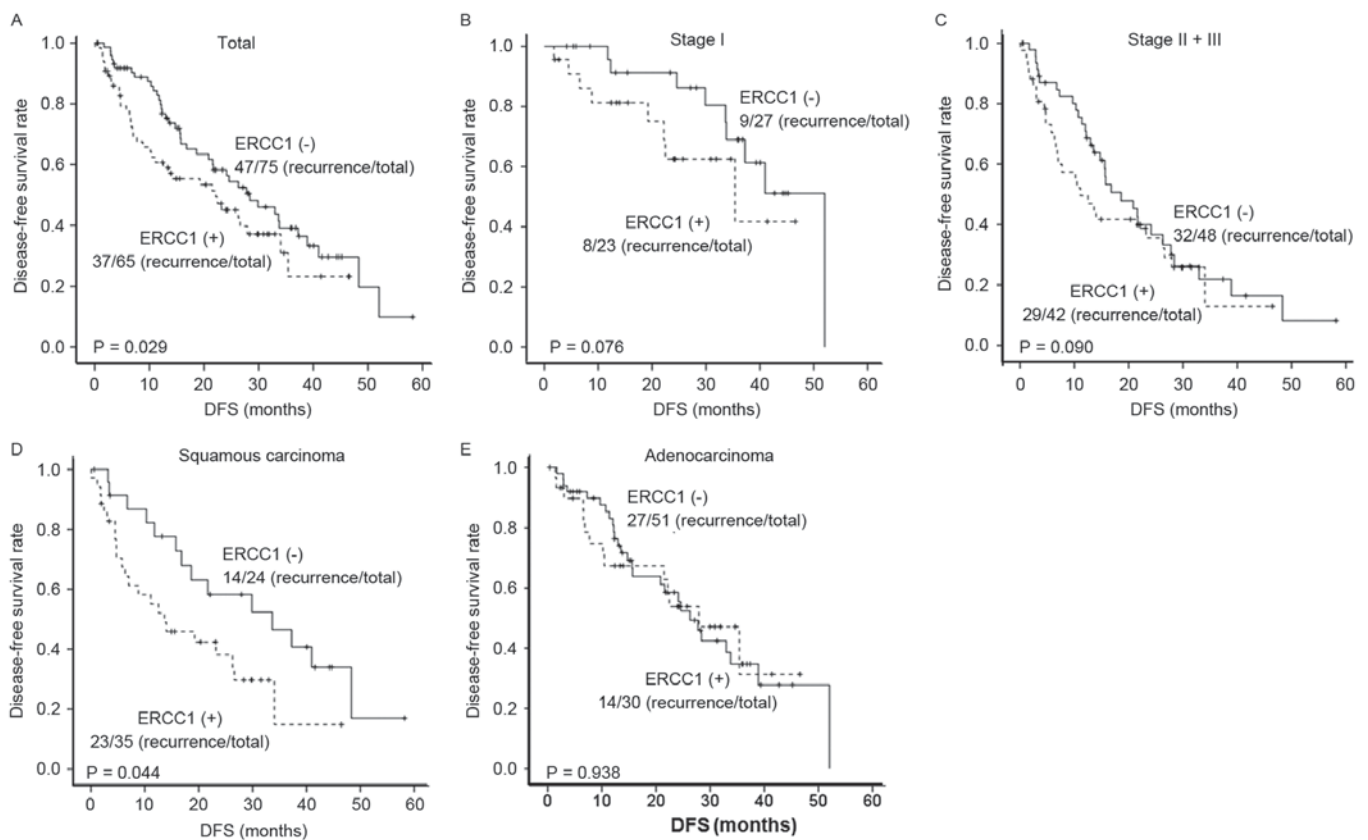 A
Total
1.0
0.8
0.6
0.4
0.2
0.0
Disease-free survival rate
ERCC1 (-)
47/75 (recurrence/total)
ERCC1 (+)
37/65 (recurrence/total)
P = 0.029
0 10 20 30 40 50 60
DFS (months)
B
Stage I
1.0
0.8
0.6
0.4
0.2
0.0
Disease-free survival rate
ERCC1 (-)
9/27 (recurrence/total)
ERCC1 (+)
8/23 (recurrence/total)
P = 0.076
0 10 20 30 40 50 60
DFS (months)
C
Stage II + III
1.0
0.8
0.6
0.4
0.2
0.0
Disease-free survival rate
ERCC1 (-)
32/48 (recurrence/total)
ERCC1 (+)
29/42 (recurrence/total)
P = 0.090
0 10 20 30 40 50 60
DFS (months)
D
Squamous carcinoma
1.0
0.8
0.6
0.4
0.2
0.0
Disease-free survival rate
ERCC1 (-)
14/24 (recurrence/total)
ERCC1 (+)
23/35 (recurrence/total)
P = 0.044
0 10 20 30 40 50 60
DFS (months)
E
Adenocarcinoma
1.0
0.8
0.6
0.4
0.2
0.0
Disease-free survival rate
ERCC1 (-)
27/51 (recurrence/total)
ERCC1 (+)
14/30 (recurrence/total)
P = 0.938
0 10 20 30 40 50 60
DFS (months)